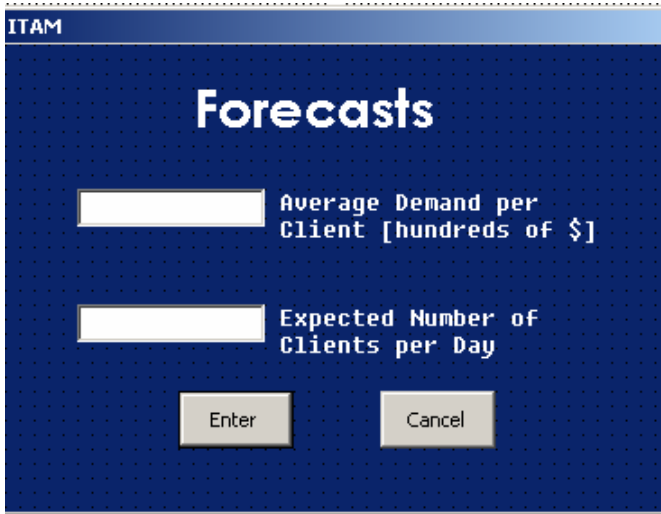 ITAM
Forecasts
Average Demand per
Client [hundreds of $]
Expected Number of
Clients per Day
Enter
Cancel